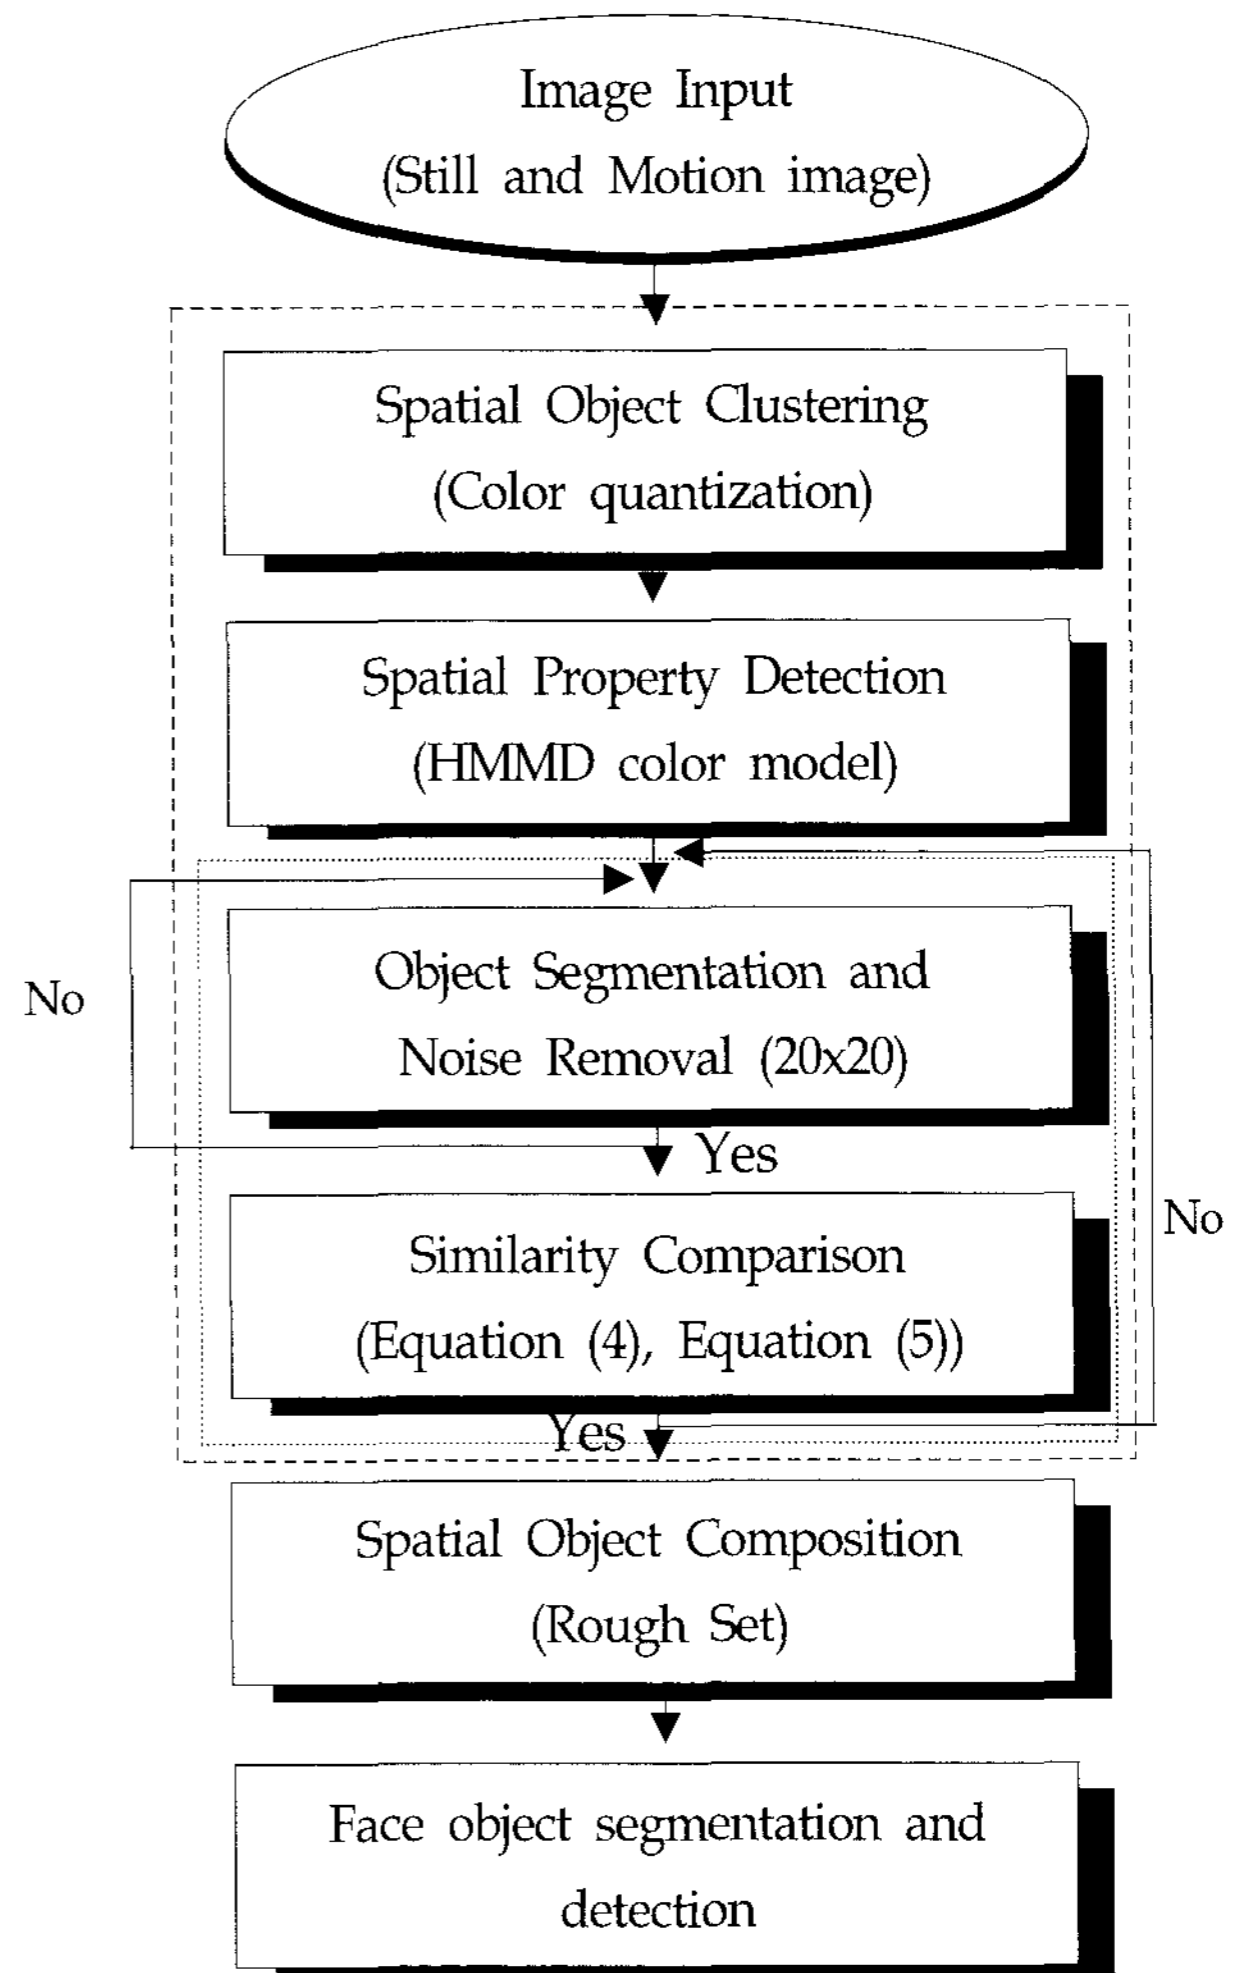 Image Input
(Still and Motion image)
Spatial Object Clustering
(Color quantization)
Spatial Property Detection
(HMMD color model)
Object Segmentation and
No
Noise Removal (20x20)
Yes
Similarity Comparison
No
(Equation (4), Equation (5))
Yes
Spatial Object Composition
(Rough Set)
Face object segmentation and
detection